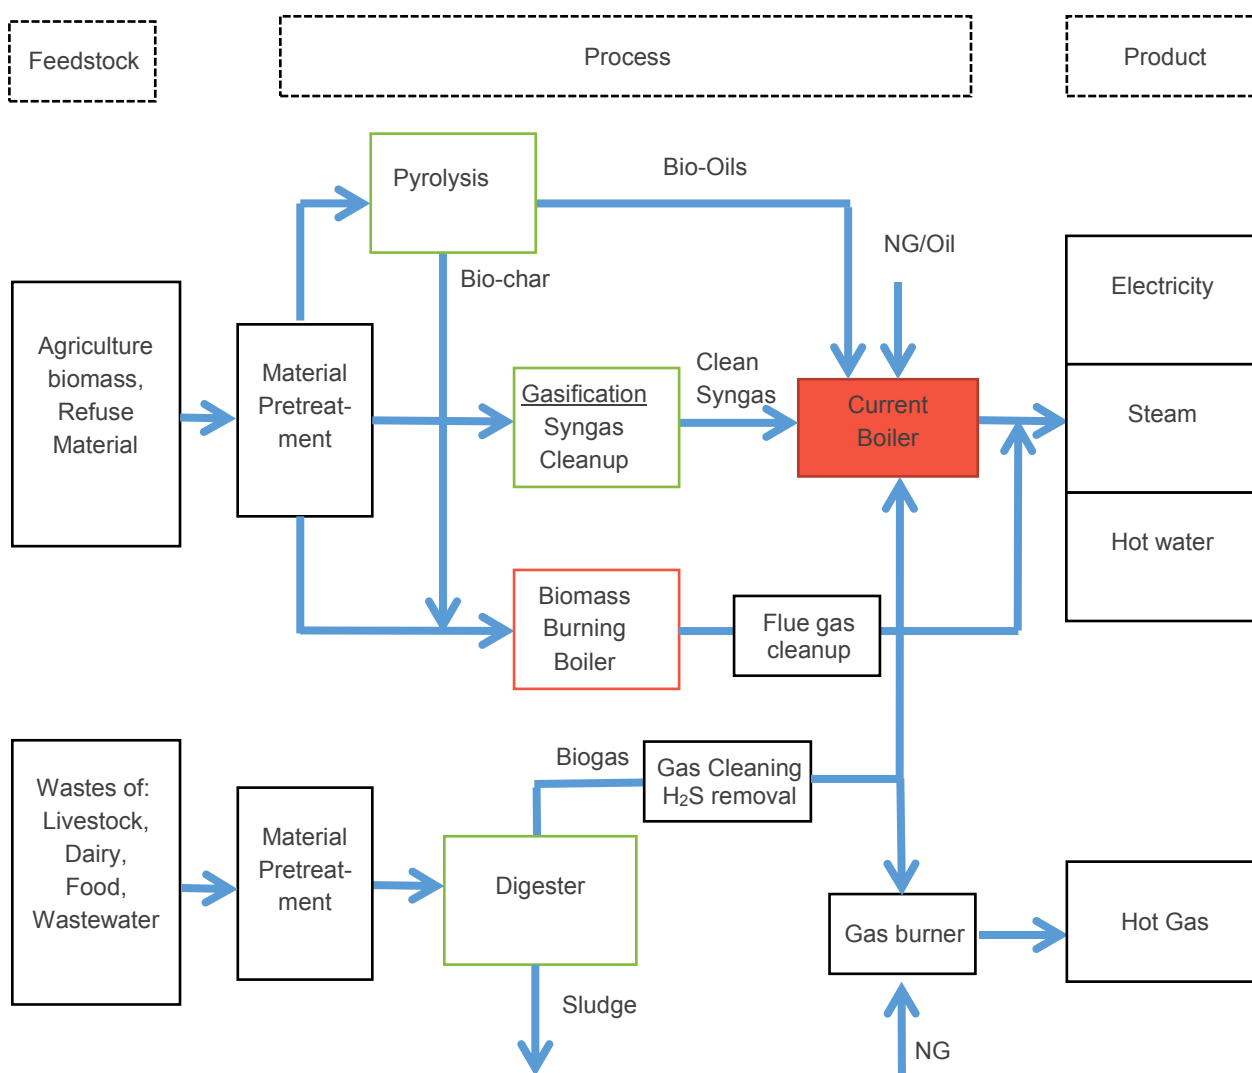 Feedstock
Process
Product
Pyrolysis
Bio-Oils
NG/Oil
Bio-char
Electricity
Agriculture
biomass,
Refuse
Material
Material
Pretreat-
ment
Gasification
Syngas
Cleanup
Clean
Syngas
Current
Boiler
Steam
Hot water
Biomass
Burning
Boiler
Flue gas
cleanup
Wastes of:
Livestock,
Dairy,
Food,
Wastewater
Material
Pretreat-
ment
Biogas
Gas Cleaning
H₂S removal
Digester
Gas burner
Hot Gas
Sludge
NG